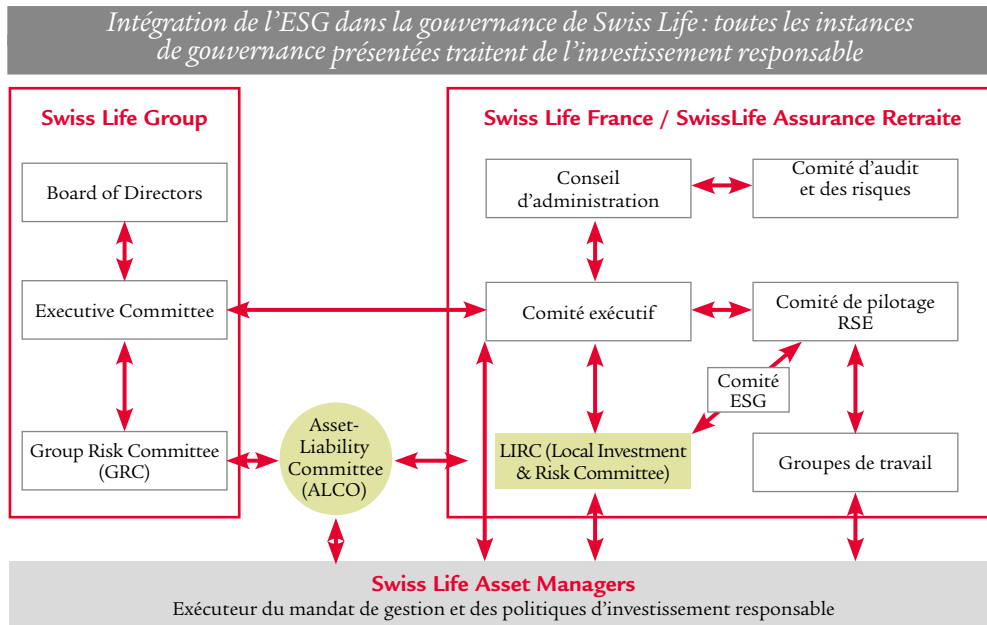 Intégration de l'ESG dans la gouvernance de Swiss Life : toutes les instances
de gouvernance présentées traitent de l'investissement responsable
Swiss Life Group
Board of Directors
Executive Committee
Group Risk Committee
(GRC)
Asset-
Liability
Committee
(ALCO)
Swiss Life France / SwissLife Assurance Retraite
Conseil
d'administration
Comité d'audit
et des risques
Comité exécutif
Comité de pilotage
RSE
Comité
ESG
LIRC (Local Investment
& Risk Committee)
Groupes de travail
Swiss Life Asset Managers
Exécuteur du mandat de gestion et des politiques d'investissement responsable